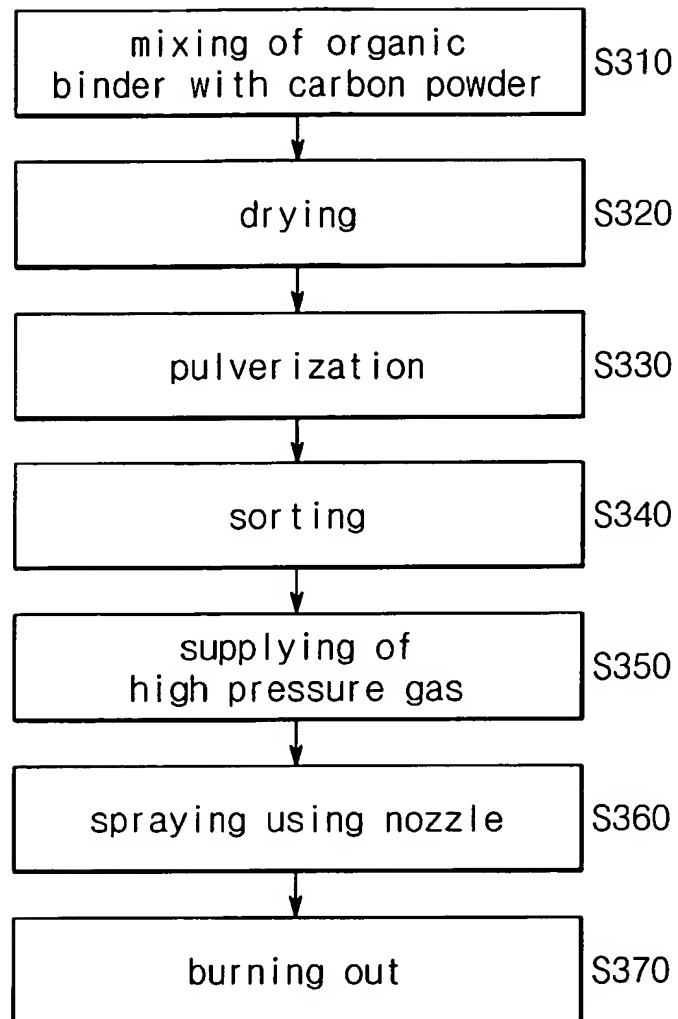 mixing of organic
binder with carbon powder
S310
drying
S320
pulverization
S330
sorting
S340
supplying of
high pressure gas
S350
spraying using nozzle
S360
burning out
S370